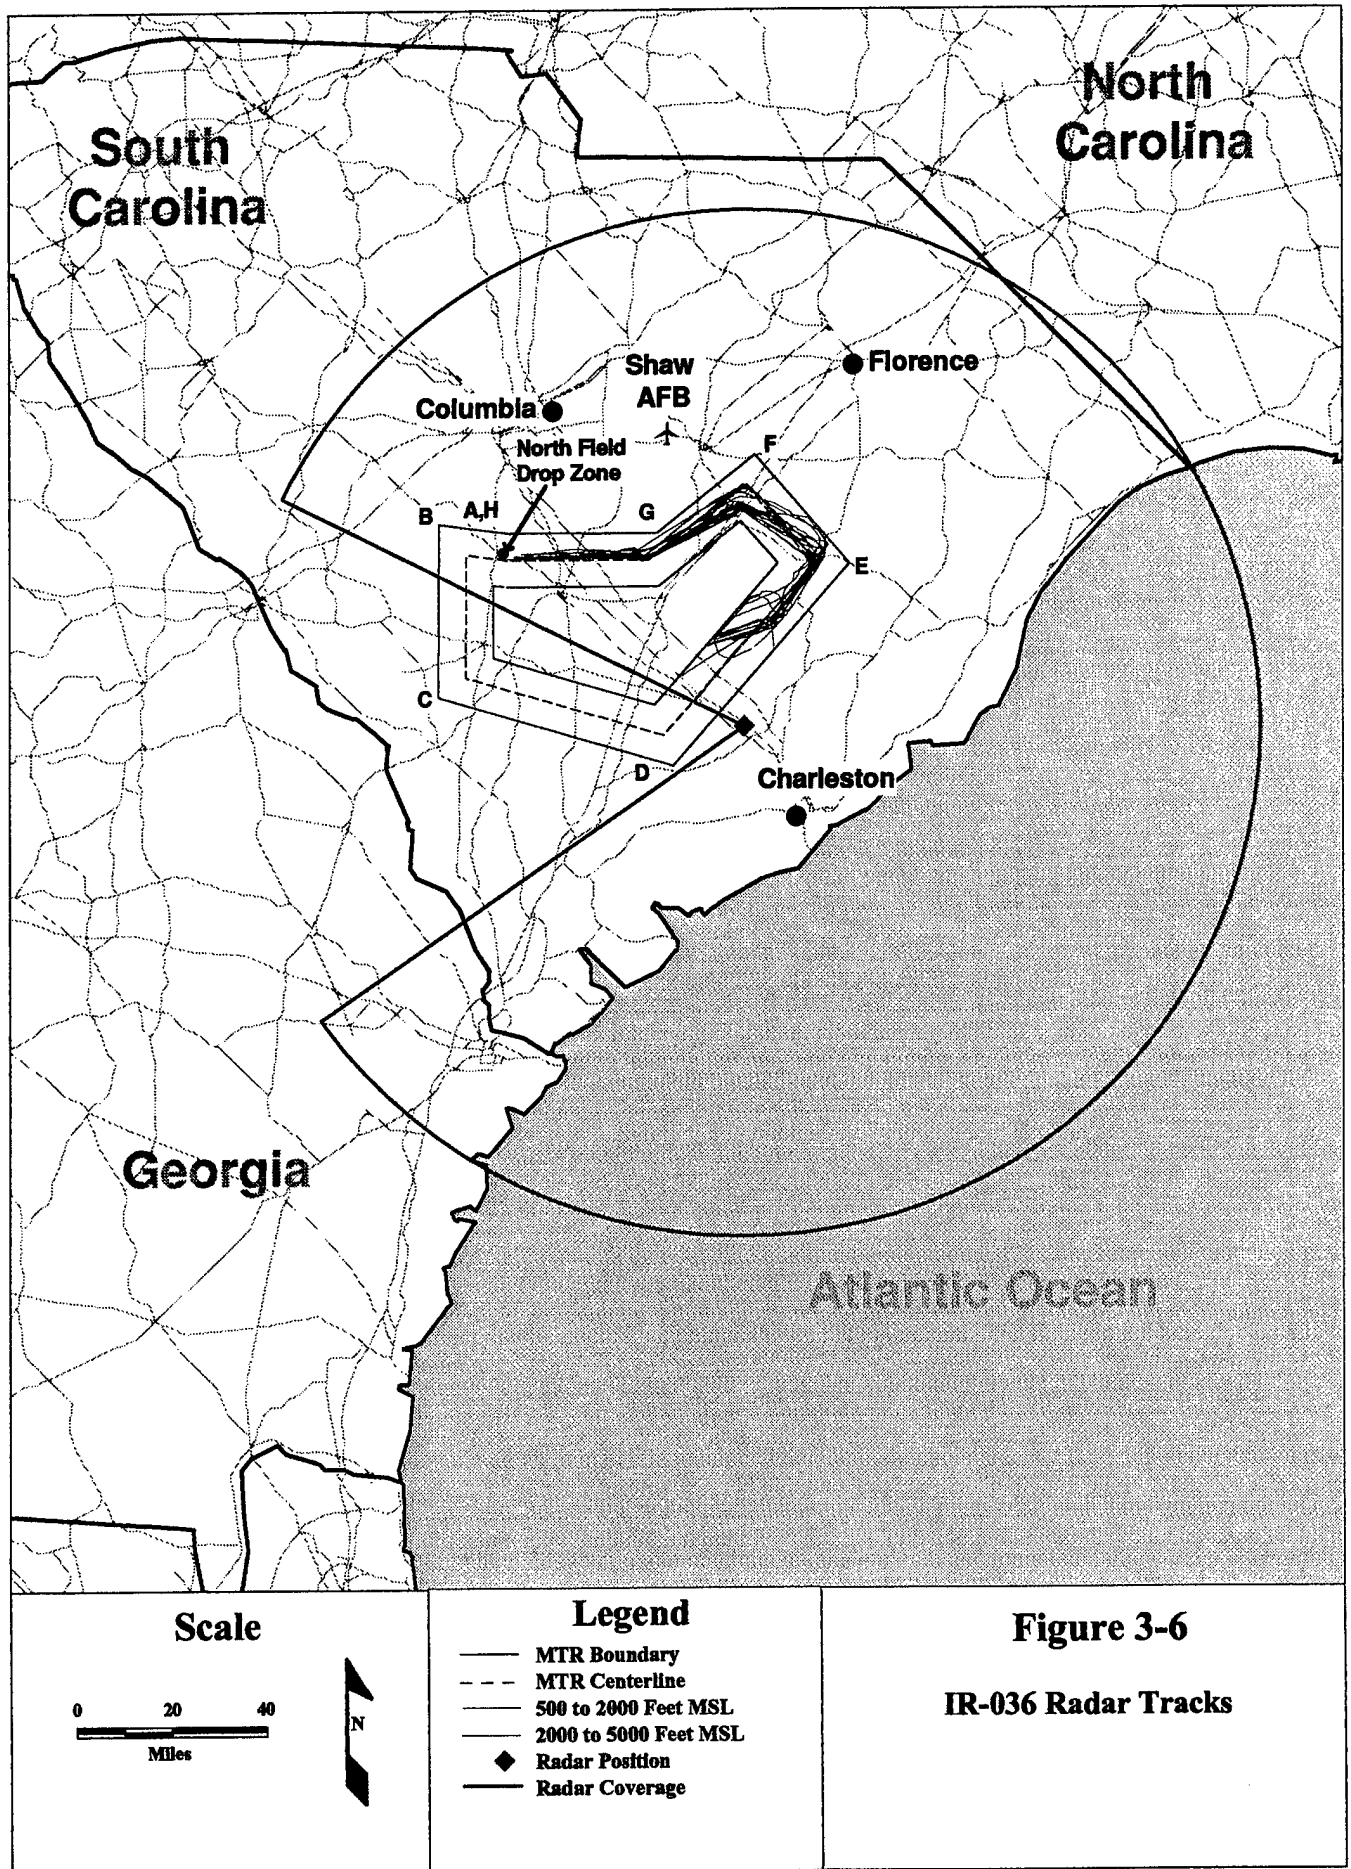 North
Carolina
South
Carolina
Florence
Shaw
AFB
Columbia
North Field
Drop Zone
F
B
A,H
G
E
C
D
Charleston
Georgia
Atlantic Ocean
Scale
0 20 40
Miles
N
Legend
MTR Boundary
MTR Centerline
500 to 2000 Feet MSL
2000 to 5000 Feet MSL
Radar Position
Radar Coverage
Figure 3-6
IR-036 Radar Tracks